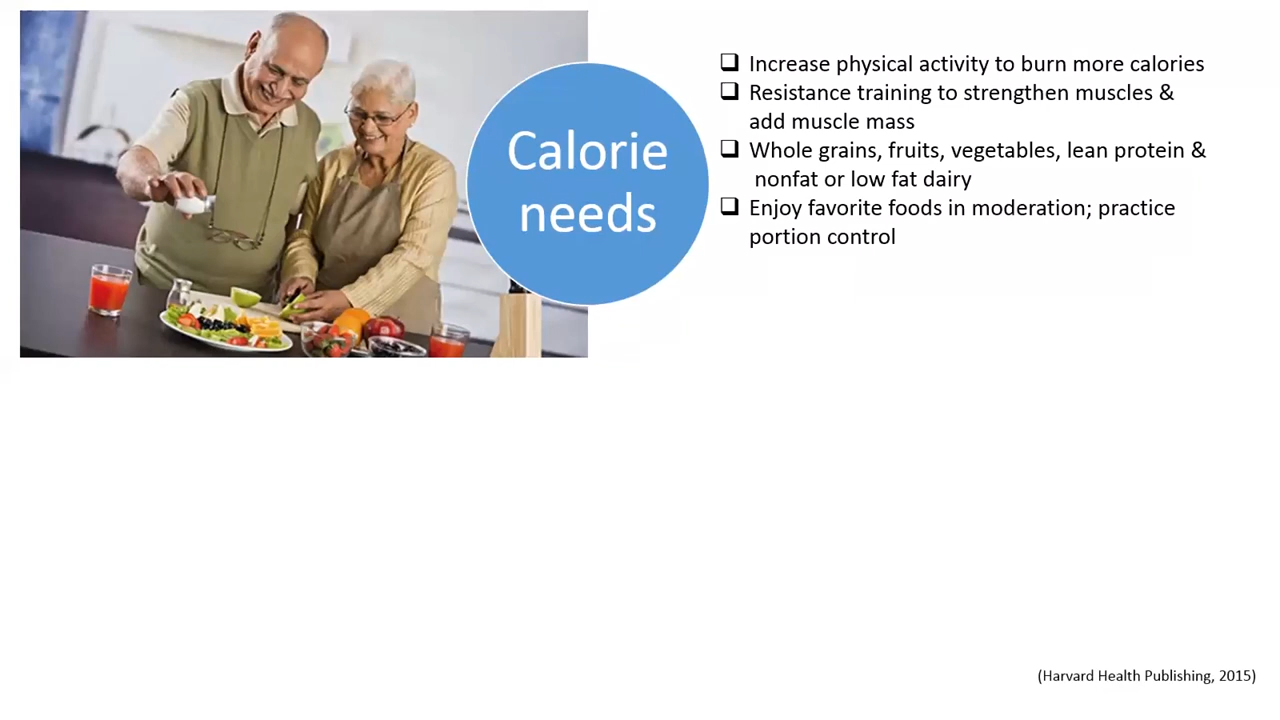 Calorie
needs
❑ Increase physical activity to burn more calories
❑ Resistance training to strengthen muscles &
add muscle mass
❑ Whole grains, fruits, vegetables, lean protein &
nonfat or low fat dairy
❑ Enjoy favorite foods in moderation; practice
portion control
(Harvard Health Publishing, 2015)